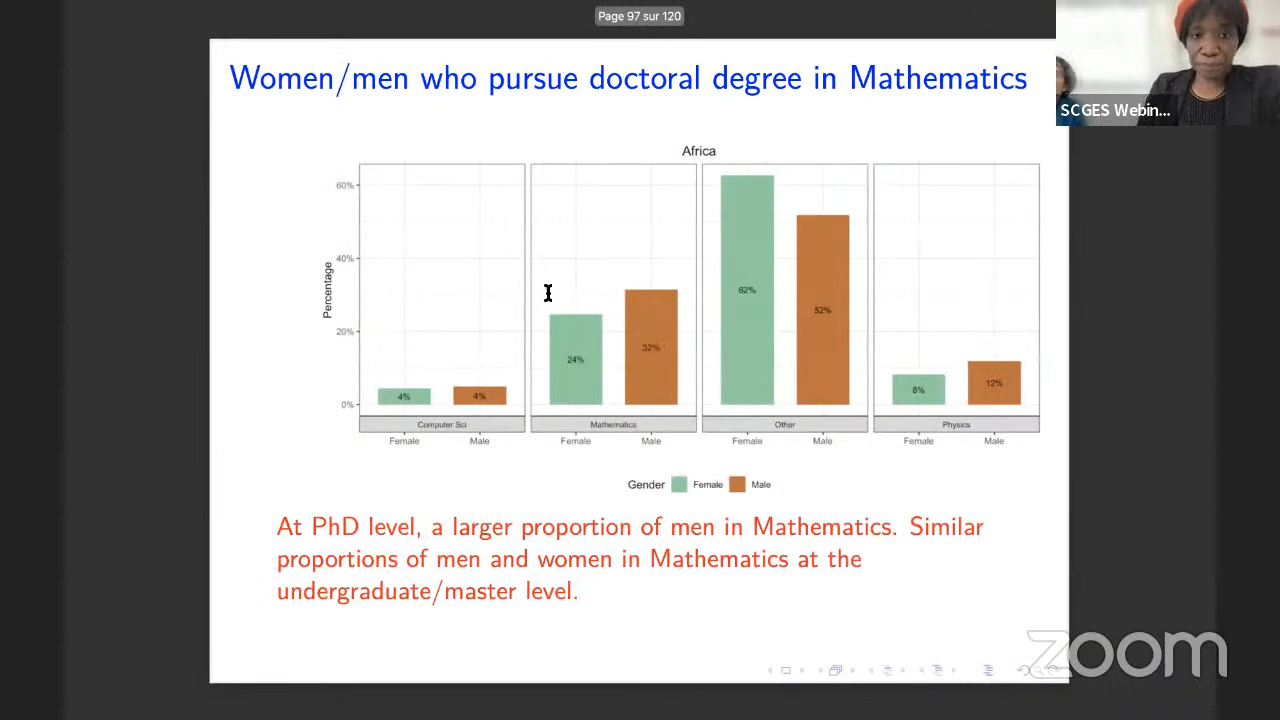 Page 97 sur 120
Women/men who pursue doctoral degree in Mathematics
SCGES Webin...
Africa
Percentage
60%
40%
20%
0%
4%
4%
24%
32%
62%
52%
8%
12%
Computer Sci
Mathematics
Other
Physics
Female Male Female Male Female Male Female Male
Gender Female Male
At PhD level, a larger proportion of men in Mathematics. Similar
proportions of men and women in Mathematics at the
undergraduate/master level.
zoom